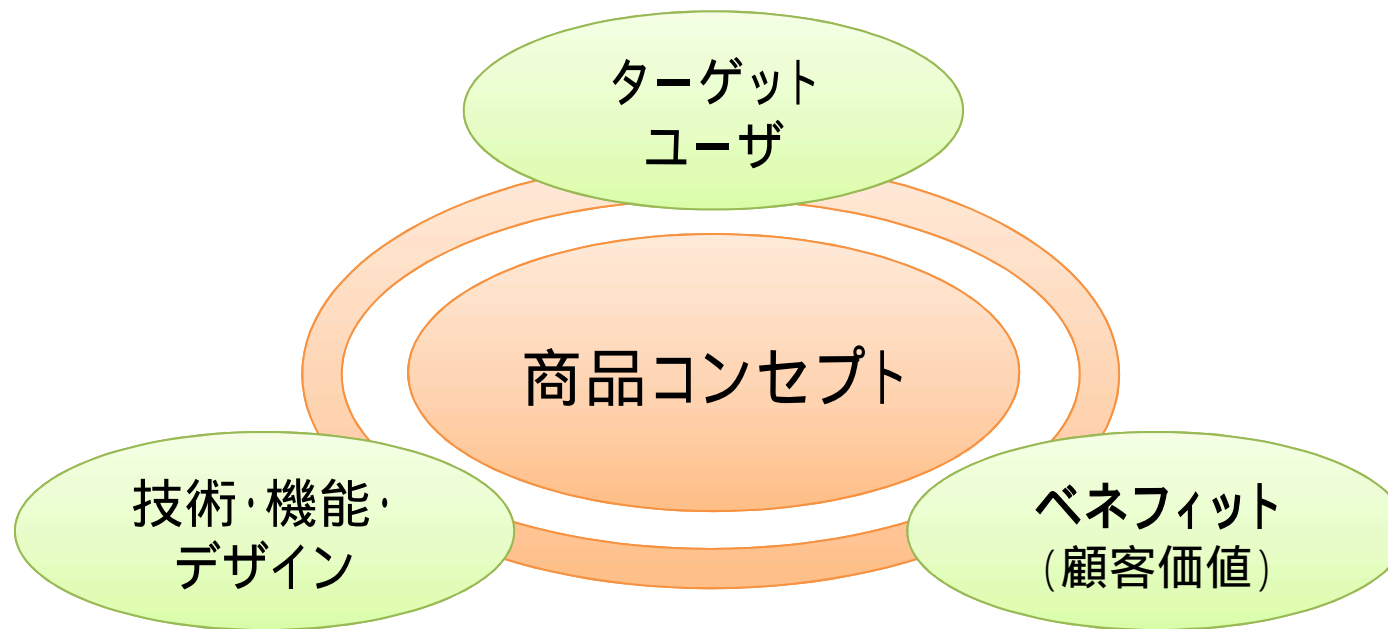 ターゲット
ユーザ
商品コンセプト
技術・機能・
デザイン
ベネフィット
(顧客価値)